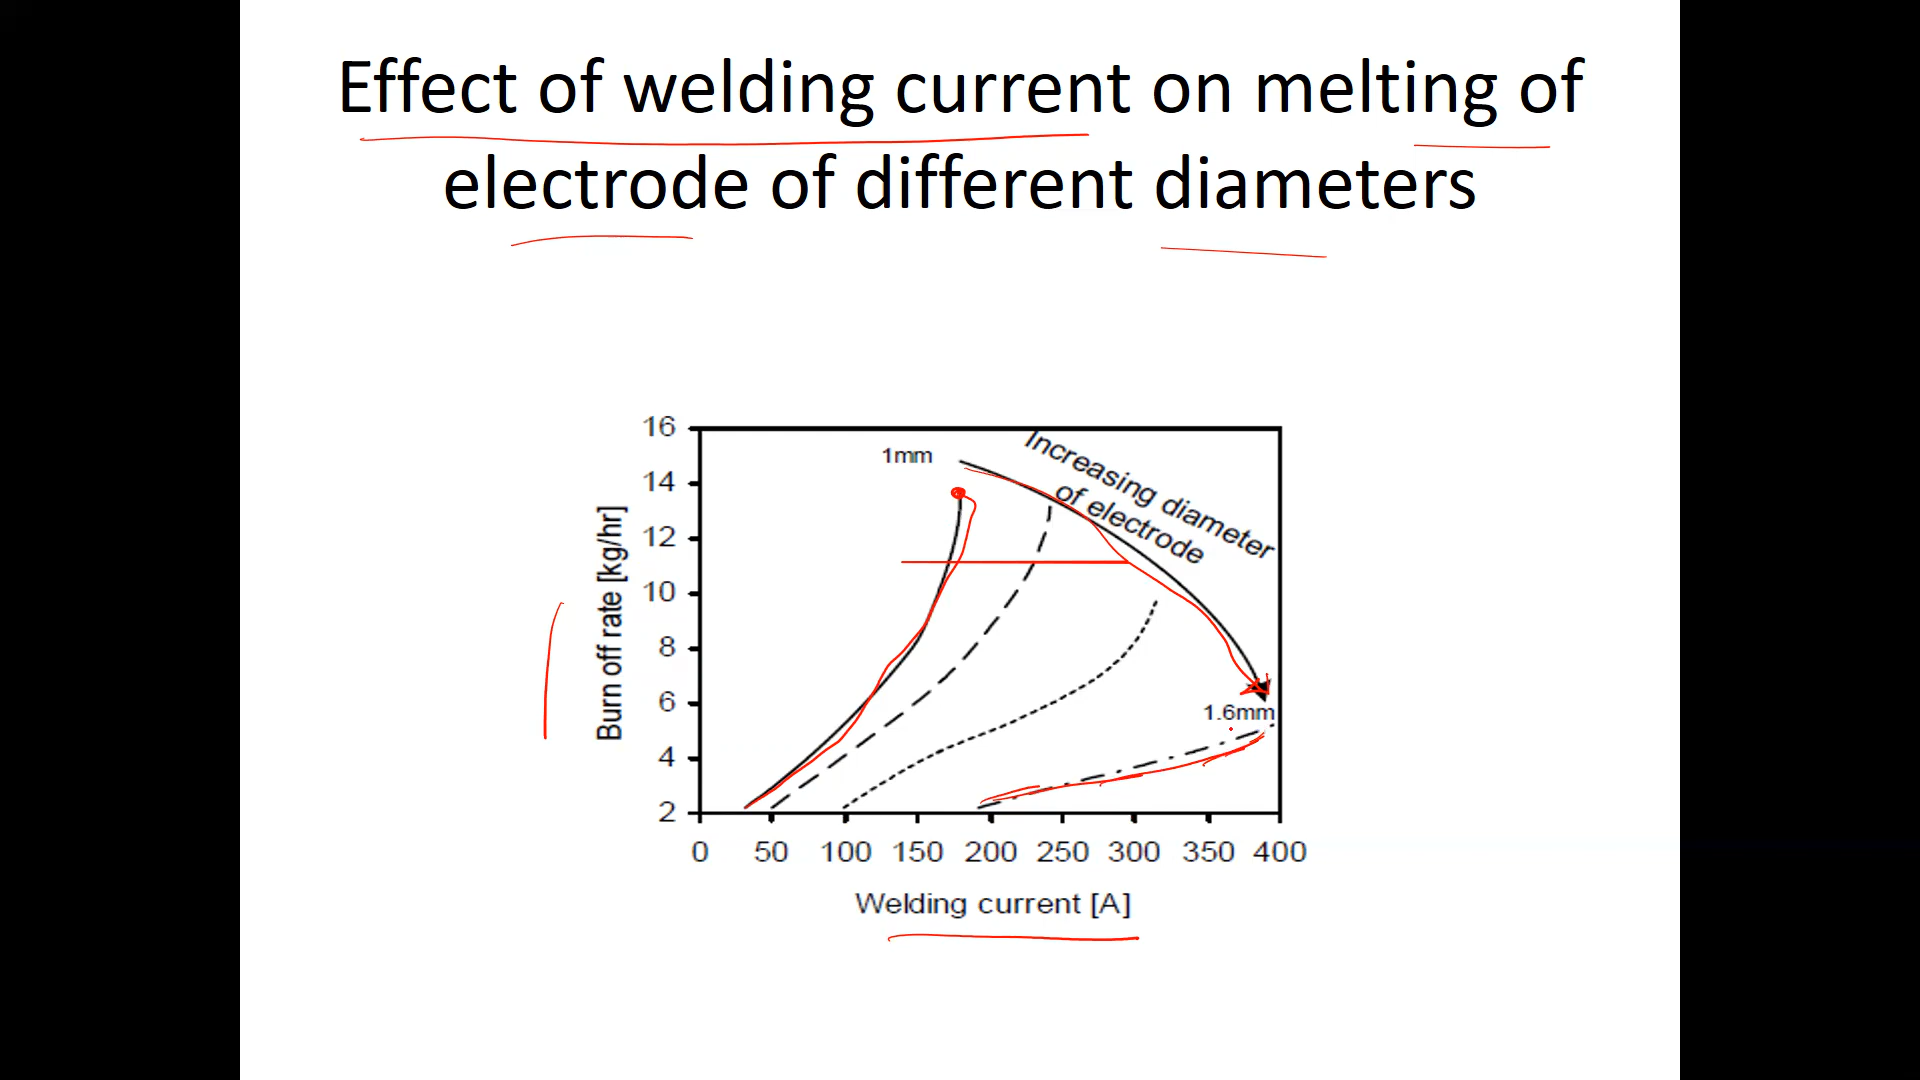 Effect of welding current on melting of
electrode of different diameters
16
14
12
10
8
6
4
2
Burn off rate [kg/hr]
1mm
Increasing diameter
of electrode
1.6mm
0 50 100 150 200 250 300 350 400
Welding current [A]